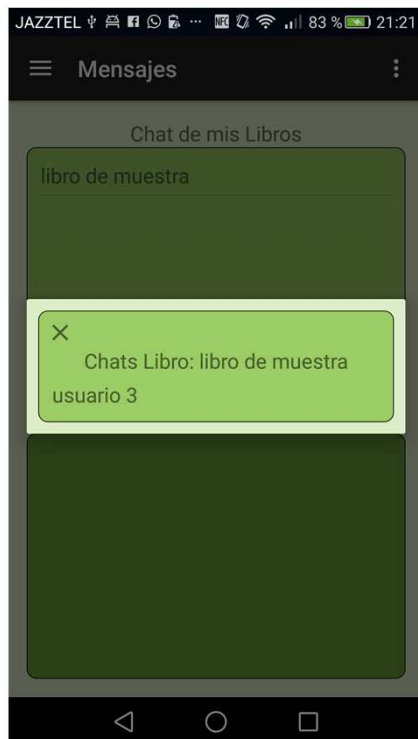 JAZZTEL ... NFC 83 % 21:21
Mensajes
Chat de mis Libros
libro de muestra
Chats Libro: libro de muestra
usuario 3